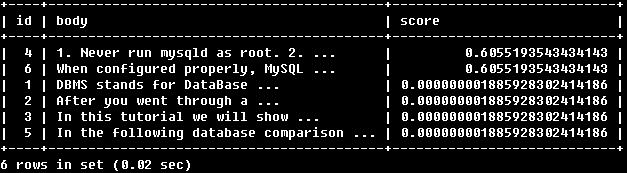 +----+-------------------------------------+-----------------------------+
| id | body | score |
+----+-------------------------------------+-----------------------------+
| 4 | 1. Never run mysqld as root. 2. ... | 0.6055193543434143 |
| 6 | When configured properly, MySQL ... | 0.6055193543434143 |
| 1 | DBMS stands for DataBase ... | 0.000000001885928302414186 |
| 2 | After you went through a ... | 0.000000001885928302414186 |
| 3 | In this tutorial we will show ... | 0.000000001885928302414186 |
| 5 | In the following database comparison ... | 0.000000001885928302414186 |
+----+-------------------------------------+-----------------------------+
6 rows in set (0.02 sec)